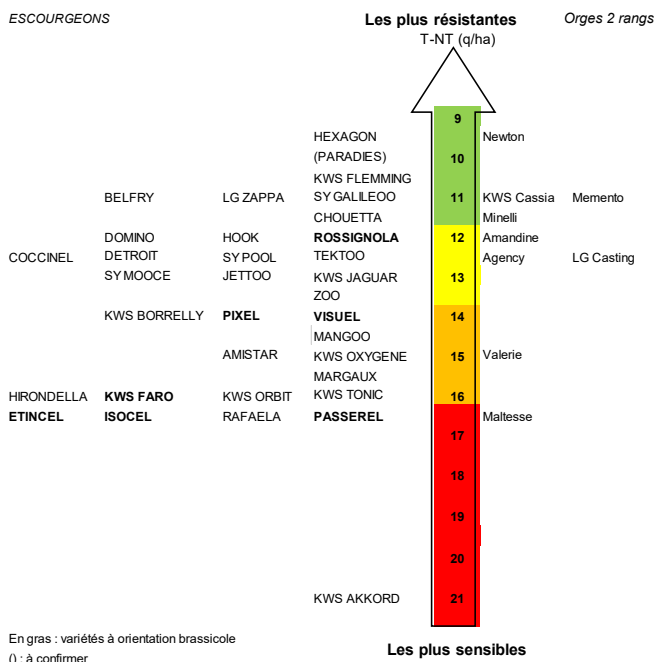 ESCOURGEONS Les plus résistantes Orges 2 rangs
T-NT (q/ha)
9
HEXAGON Newton
(PARADIES) 10
KWS FLEMMING
BELFRY LG ZAPPA SY GALILEOO 11 KWS Cassia Memento
CHOUETTA Minelli
DOMINO HOOK ROSSIGNOLA 12 Amandine
COCCINEL DETROIT SY POOL TEKTOO Agency LG Casting
SY MOOCE JETTOO KWS JAGUAR 13
ZOO
KWS BORRELLY PIXEL VISUEL 14
MANGOO
AMISTAR KWS OXYGENE 15 Valerie
MARGAUX
HIRONDELLA KWS FARO KWS ORBIT KWS TONIC 16
ETINCEL ISOCEL RAFAELA PASSEREL Maltesse
17
18
19
20
KWS AKKORD 21
En gras : variétés à orientation brassicole
Les plus sensibles
() : à confirmer